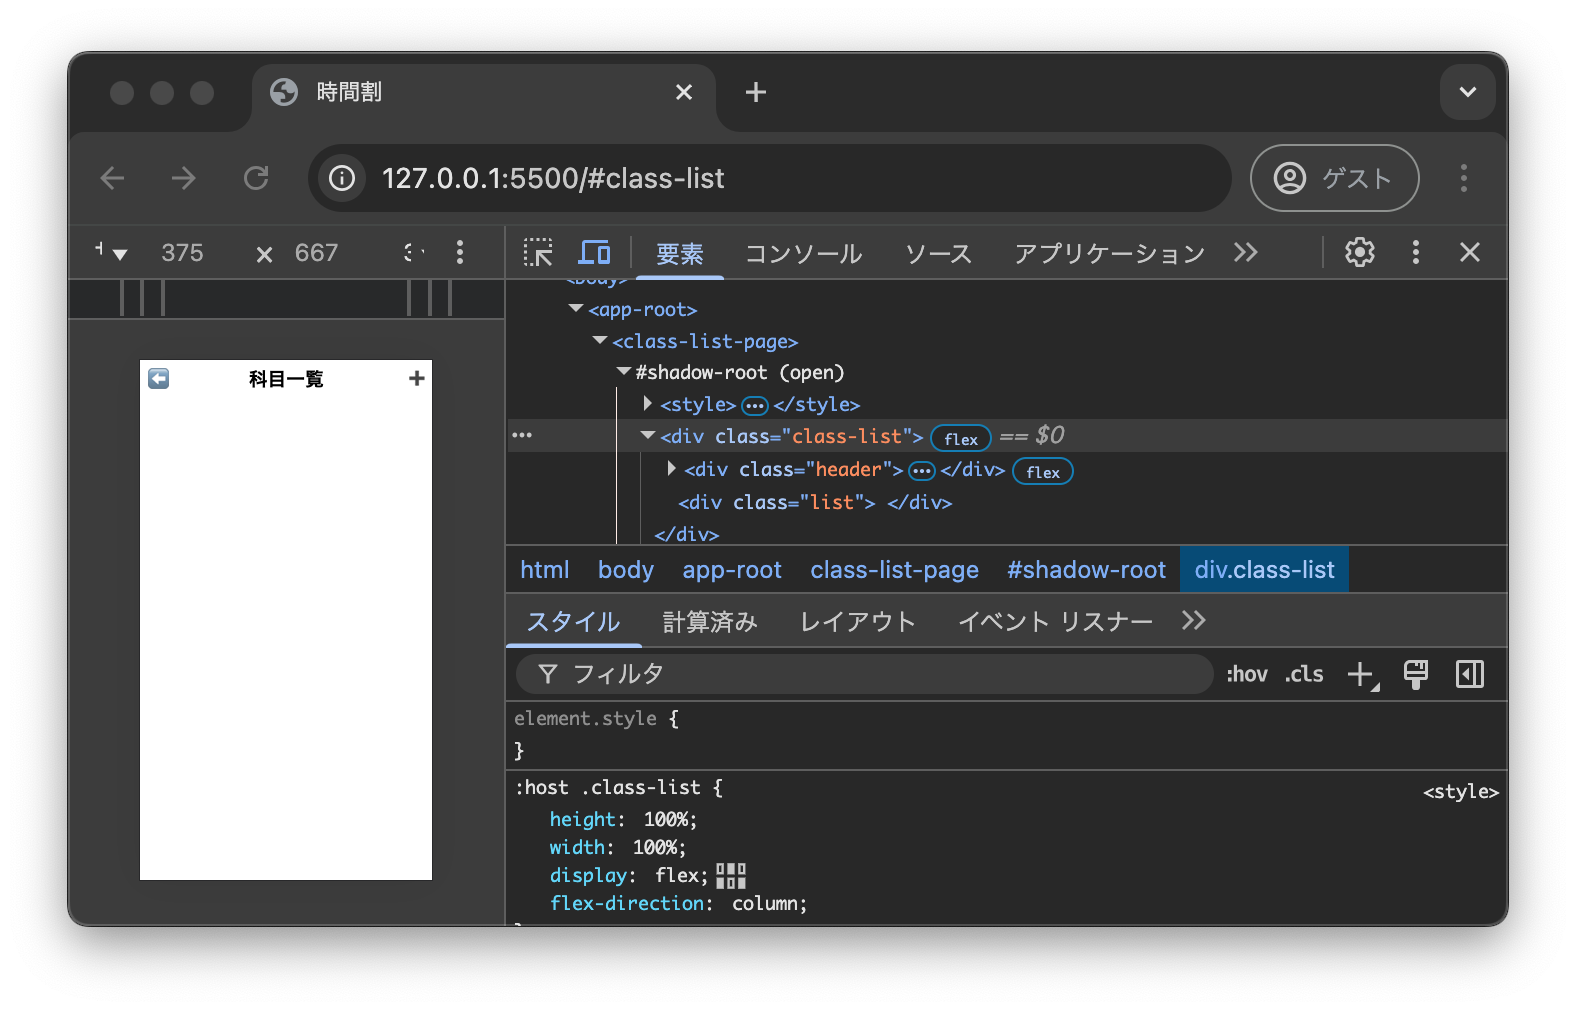 時間割
127.0.0.1:5500/#class-list
ゲスト
375 × 667
要素 コンソール ソース アプリケーション
<body>
<app-root>
<class-list-page>
#shadow-root (open)
<style> ••• </style>
••• <div class="class-list"> flex == $0
<div class="header"> ••• </div> flex
<div class="list"> </div>
</div>
html body app-root class-list-page #shadow-root div.class-list
スタイル 計算済み レイアウト イベント リスナー
フィルタ :hov .cls
element.style {
}
:host .class-list { <style>
height: 100%;
width: 100%;
display: flex;
flex-direction: column;
科目一覧